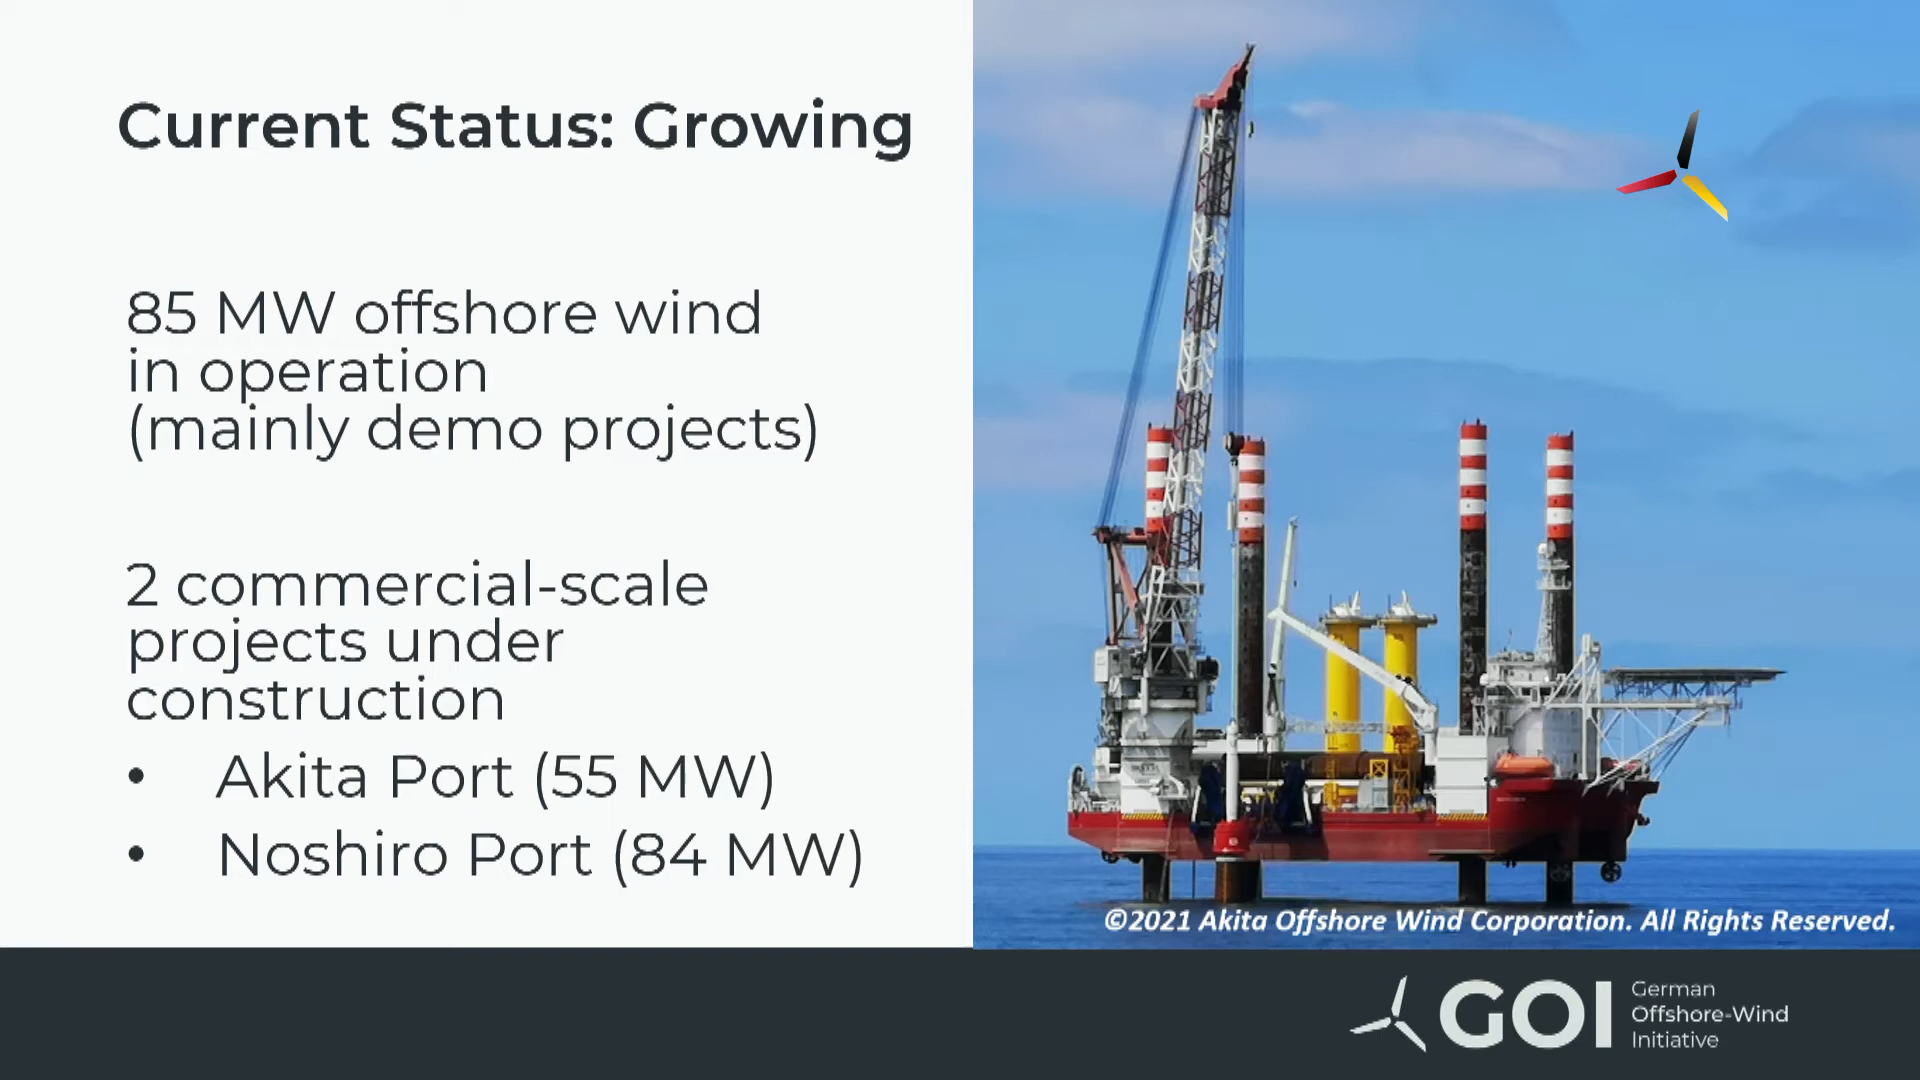 Current Status: Growing
85 MW offshore wind
in operation
(mainly demo projects)
2 commercial-scale
projects under
construction
• Akita Port (55 MW)
• Noshiro Port (84 MW)
©2021 Akita Offshore Wind Corporation. All Rights Reserved.
GOI
German
Offshore-Wind
Initiative